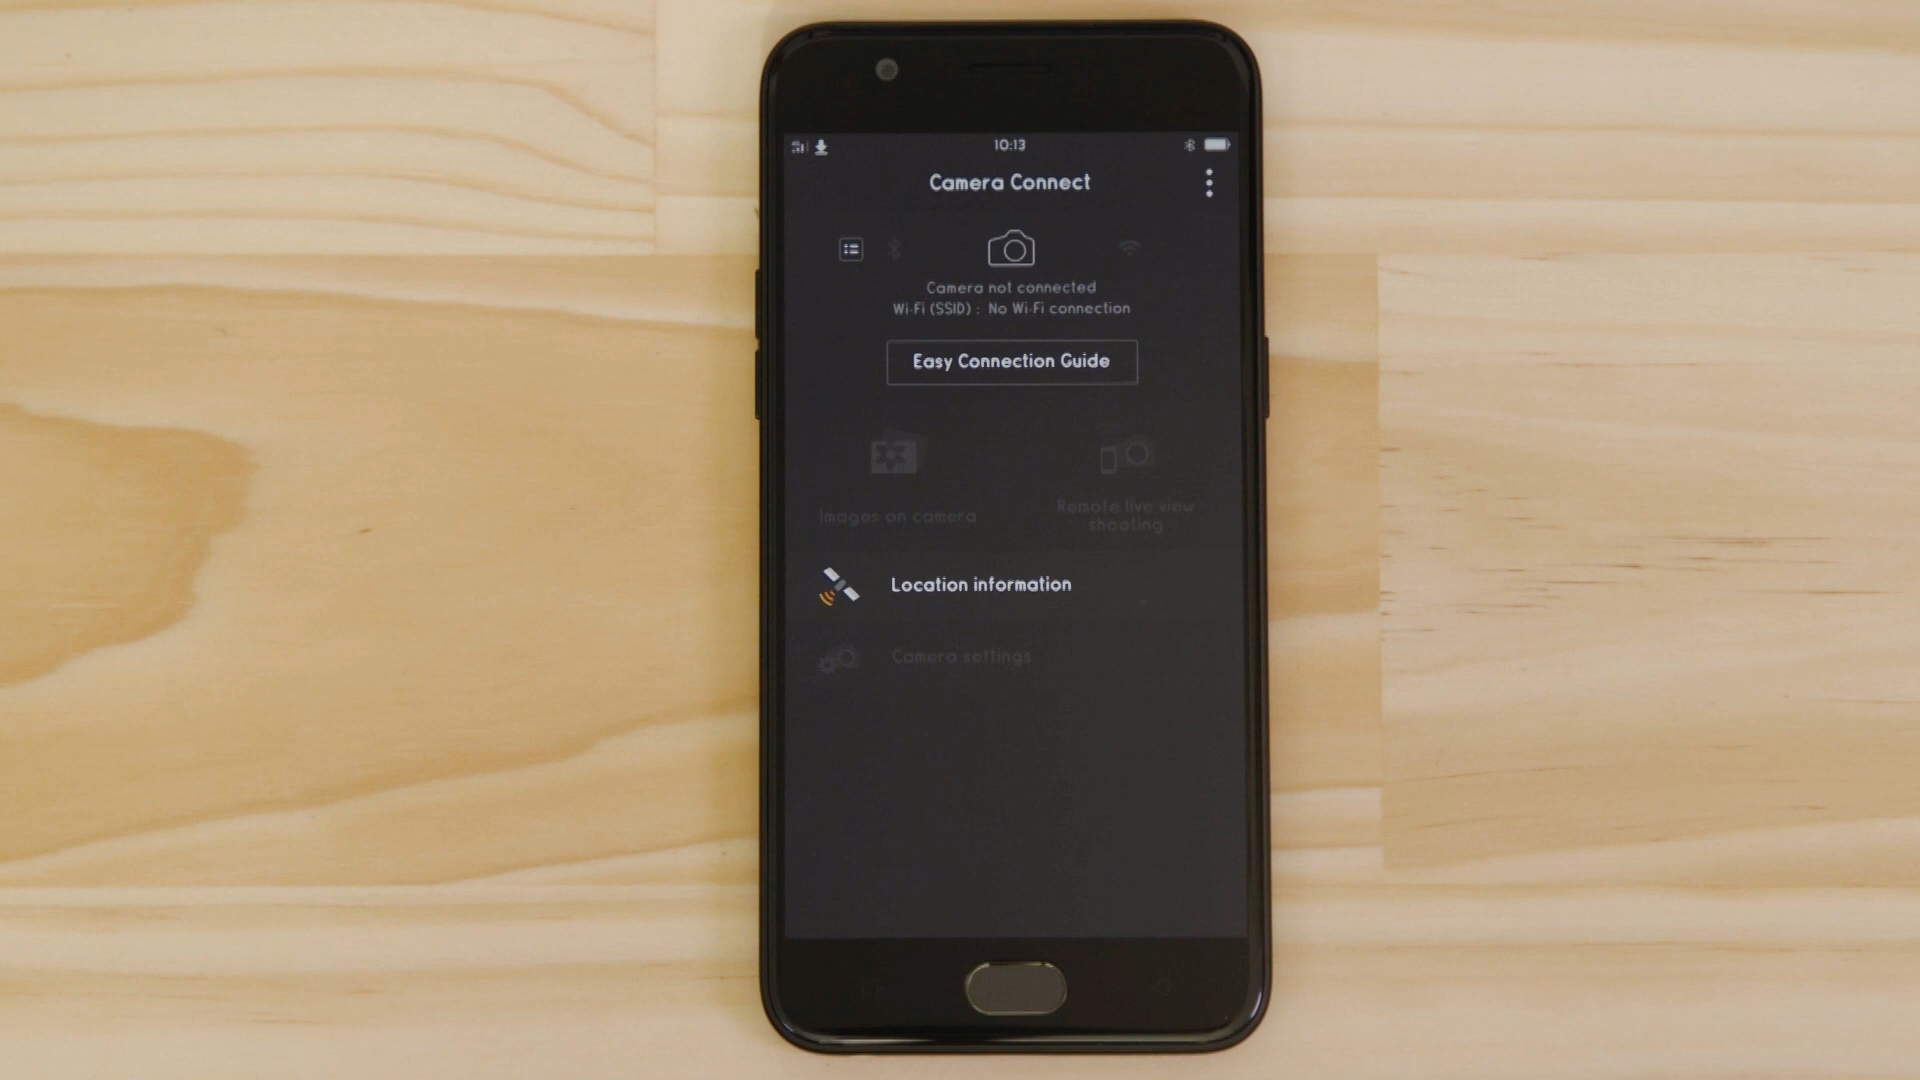 10:13
Camera Connect
Camera not connected
Wi-Fi (SSID) : No Wi-Fi connection
Easy Connection Guide
Images on camera
Remote live view
shooting
Location information
Camera settings